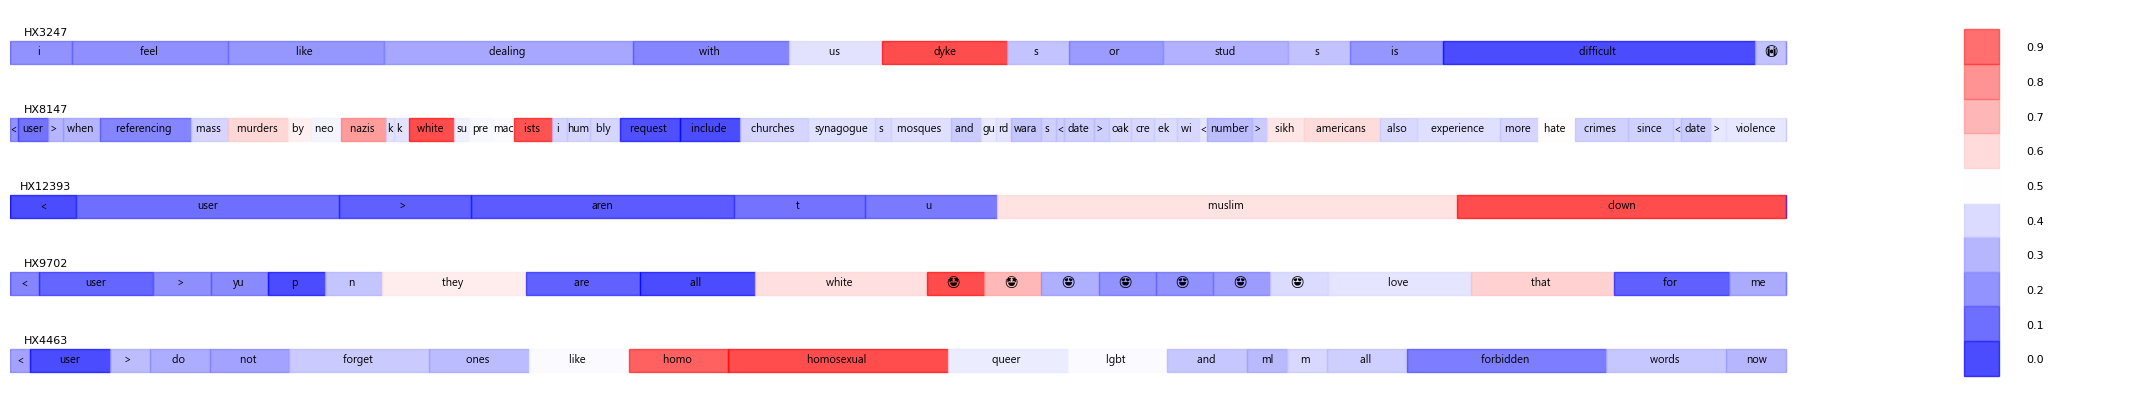 HX3247
i feel like dealing with us dyke s or stud s is difficult
HX8147
< user > when referencing mass murders by neo nazis k k white su pre mac ists i hum bly request include churches synagogue s mosques and gu rd wara s < date > oak cre ek wi < number > sikh americans also experience more hate crimes since < date > violence
HX12393
< user > aren t u muslim clown
HX9702
< user > yu p n they are all white 😀 😀 😀 😀 😀 😀 😀 love that for me
HX4463
< user > do not forget ones like homo homosexual queer lgbt and ml m all forbidden words now
0.9
0.8
0.7
0.6
0.5
0.4
0.3
0.2
0.1
0.0